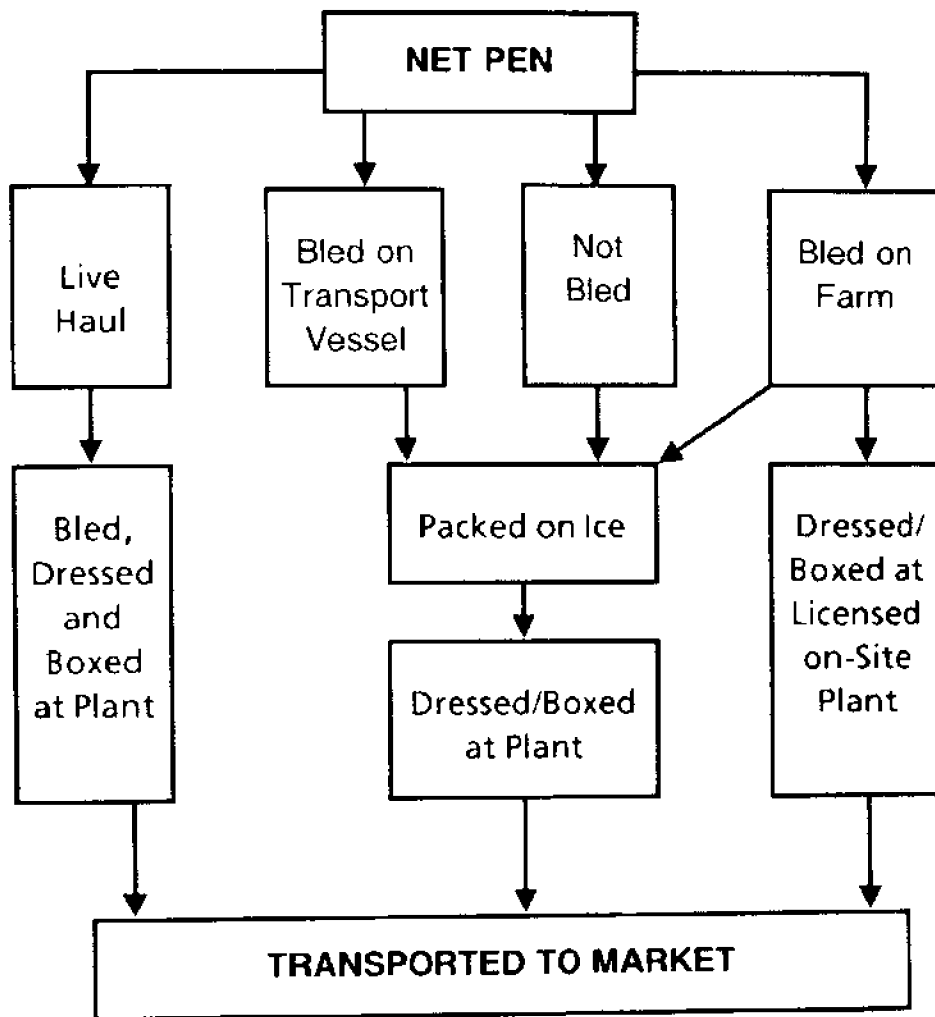 NET PEN
Live
Haul
Bled on
Transport
Vessel
Not
Bled
Bled on
Farm
Bled,
Dressed
and
Boxed
at Plant
Packed on Ice
Dressed/Boxed
at Plant
Dressed/
Boxed at
Licensed
on-Site
Plant
TRANSPORTED TO MARKET